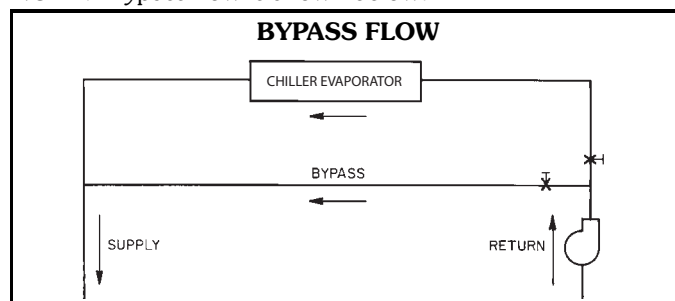 BYPASS FLOW
CHILLER EVAPORATOR
BYPASS
SUPPLY
RETURN